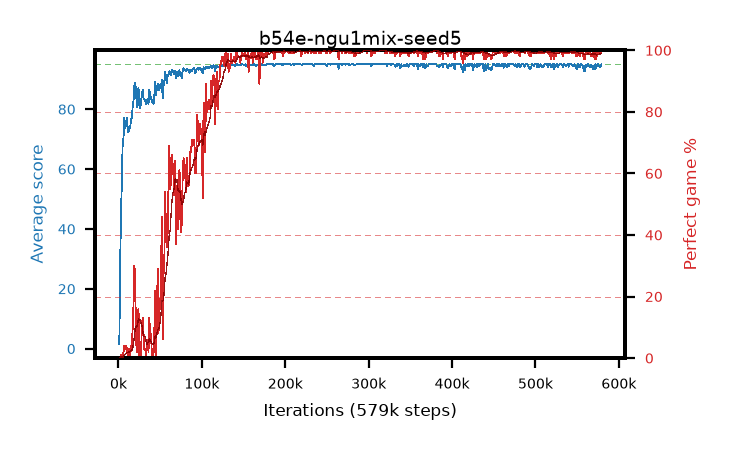 b54e-ngu1mix-seed5
100
80
80
60
60
40
40
20
20
0
0
Average score
Perfect game %
0k 100k 200k 300k 400k 500k 600k
Iterations (579k steps)